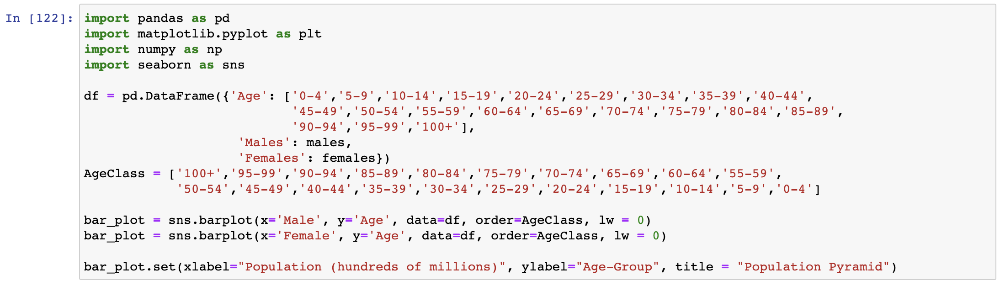 In [122]: import pandas as pd
import matplotlib.pyplot as plt
import numpy as np
import seaborn as sns
df = pd.DataFrame({'Age': ['0-4','5-9','10-14','15-19','20-24','25-29','30-34','35-39','40-44',
'45-49','50-54','55-59','60-64','65-69','70-74','75-79','80-84','85-89',
'90-94','95-99','100+'],
'Males': males,
'Females': females})
AgeClass = ['100+','95-99','90-94','85-89','80-84','75-79','70-74','65-69','60-64','55-59',
'50-54','45-49','40-44','35-39','30-34','25-29','20-24','15-19','10-14','5-9','0-4']
bar_plot = sns.barplot(x='Male', y='Age', data=df, order=AgeClass, lw = 0)
bar_plot = sns.barplot(x='Female', y='Age', data=df, order=AgeClass, lw = 0)
bar_plot.set(xlabel="Population (hundreds of millions)", ylabel="Age-Group", title = "Population Pyramid")